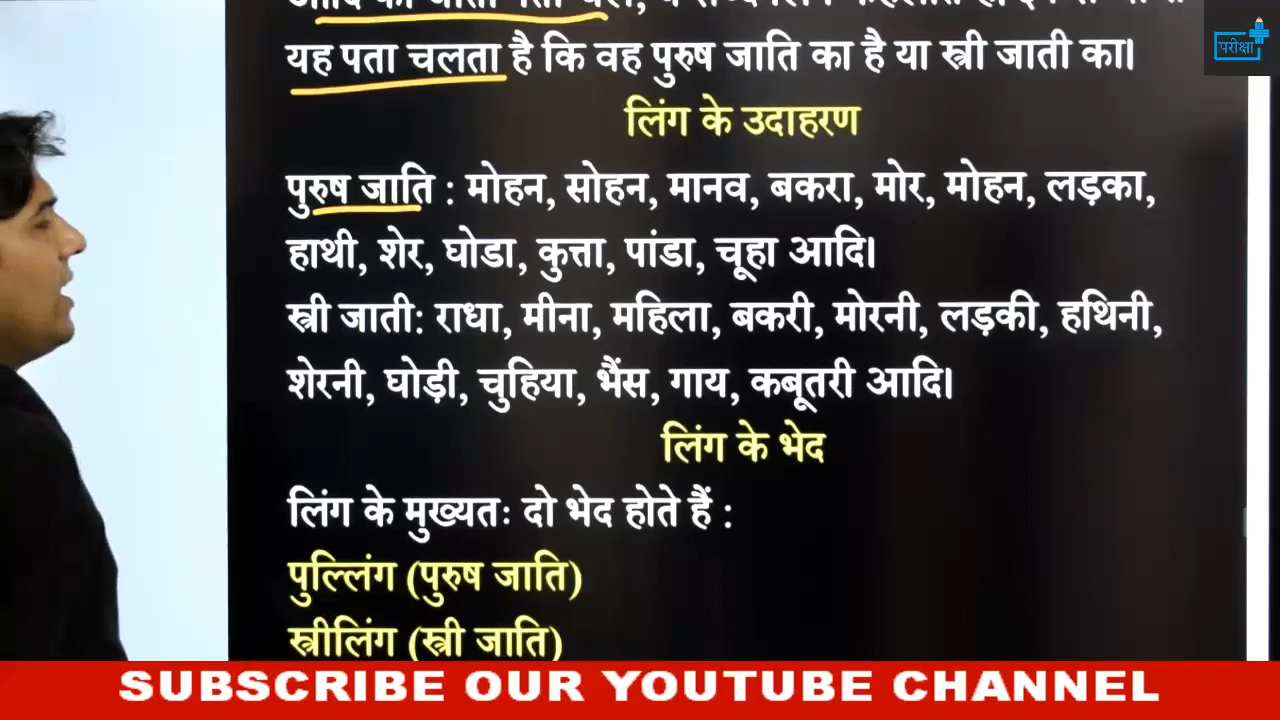 यह पता चलता है कि वह पुरुष जाति का है या स्त्री जाती का।
लिंग के उदाहरण
पुरुष जाति : मोहन, सोहन, मानव, बकरा, मोर, मोहन, लड़का,
हाथी, शेर, घोडा, कुत्ता, पांडा, चूहा आदि।
स्त्री जाती: राधा, मीना, महिला, बकरी, मोरनी, लड़की, हथिनी,
शेरनी, घोड़ी, चुहिया, भैंस, गाय, कबूतरी आदि।
लिंग के भेद
लिंग के मुख्यतः दो भेद होते हैं :
पुल्लिंग (पुरुष जाति)
स्त्रीलिंग (स्त्री जाति)
परीक्षा
SUBSCRIBE OUR YOUTUBE CHANNEL